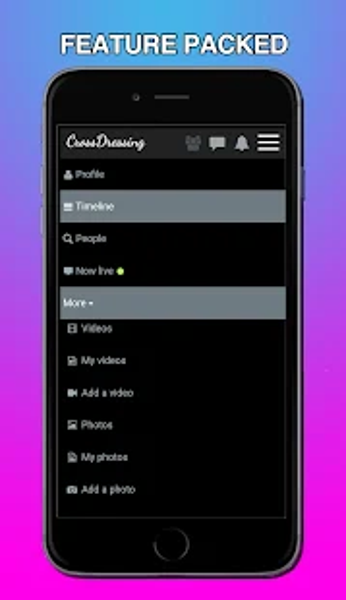 FEATURE PACKED
CrossDressing
Profile
Timeline
People
Now live
More
Videos
My videos
Add a video
Photos
My photos
Add a photo